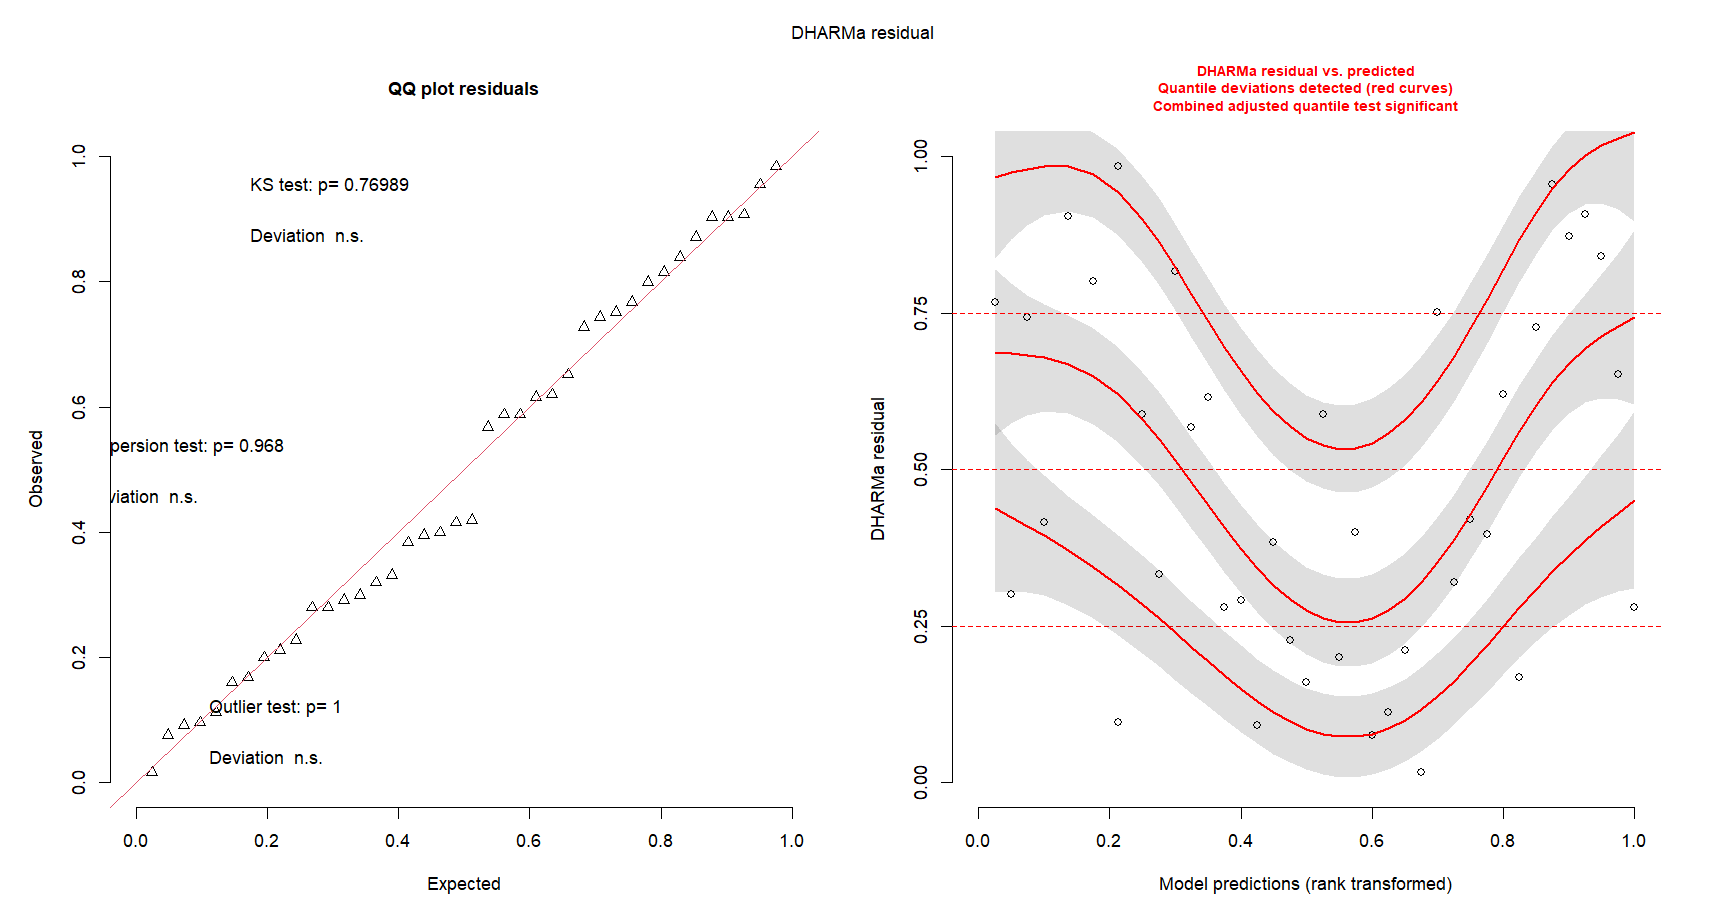 DHARMa residual
QQ plot residuals
KS test: p= 0.76989
Deviation n.s.
persion test: p= 0.968
viation n.s.
Outlier test: p= 1
Deviation n.s.
Observed
1.0
0.8
0.6
0.4
0.2
0.0
0.0 0.2 0.4 0.6 0.8 1.0
Expected
DHARMa residual vs. predicted
Quantile deviations detected (red curves)
Combined adjusted quantile test significant
DHARMa residual
1.00
0.75
0.50
0.25
0.00
0.0 0.2 0.4 0.6 0.8 1.0
Model predictions (rank transformed)